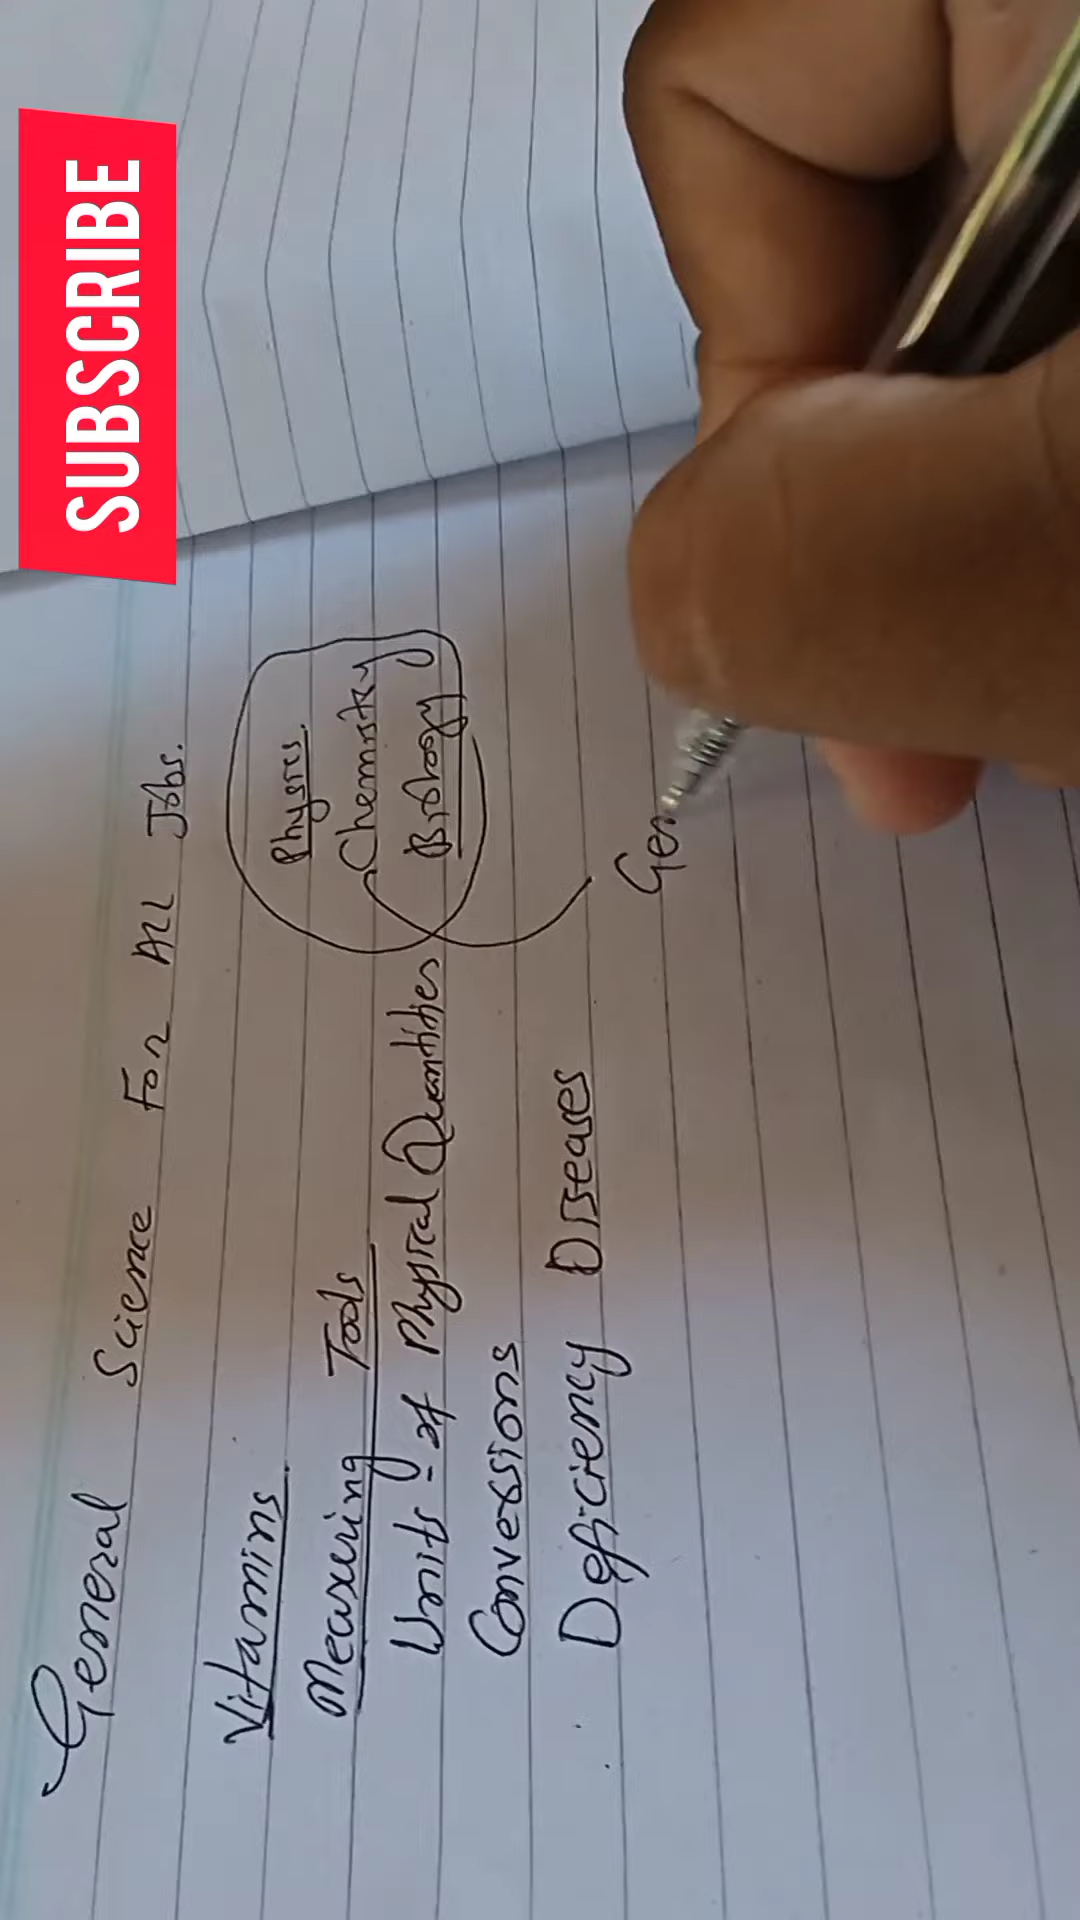 SUBSCRIBE
General Science For All Jobs.
Vitamins
Measuring Tools
Units - of Physical Quantities
Conversions
Deficiency Diseases
Physics.
Chemistry
Biology
Gen